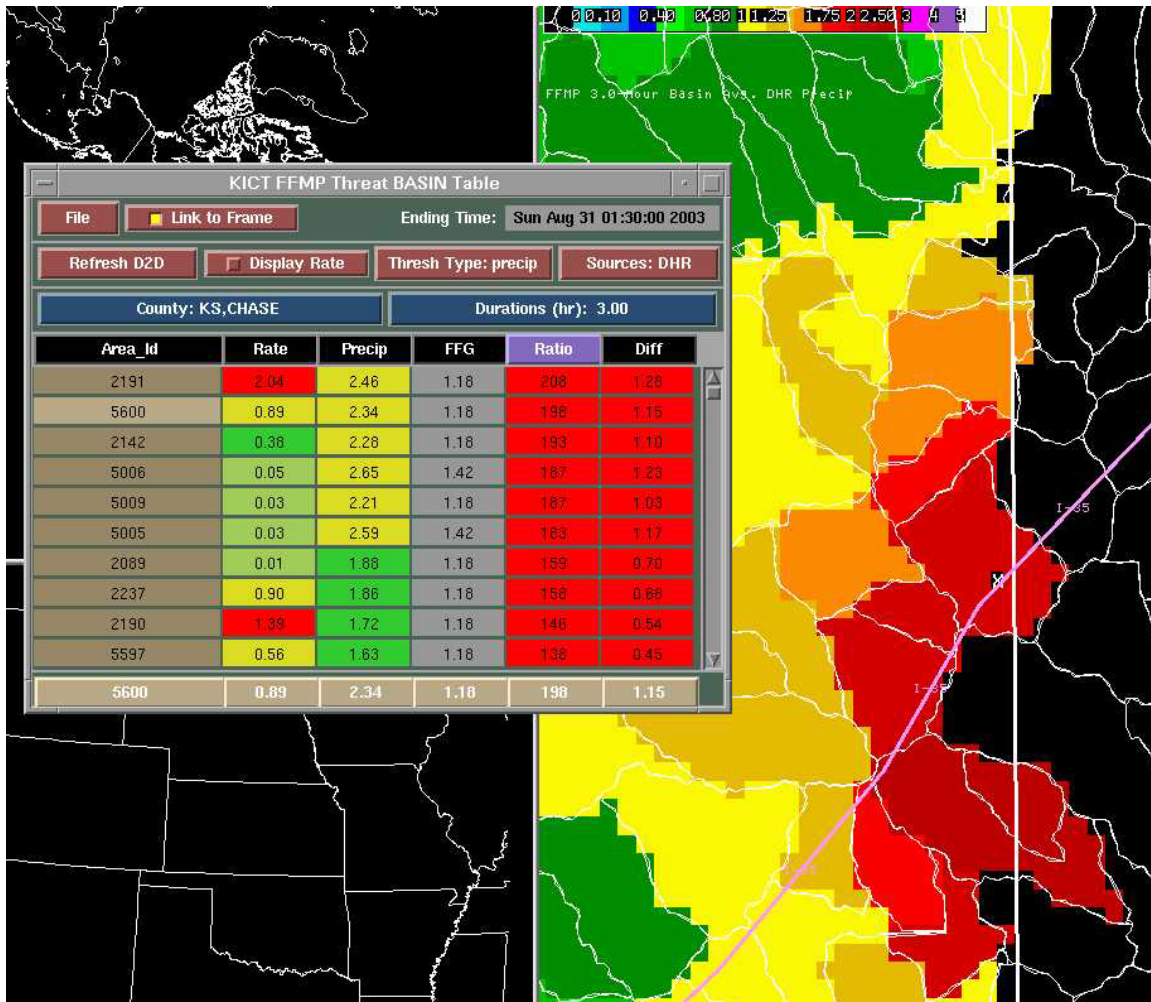 0 0.10 0.40 0.80 1 1.25 1.75 2 2.50 3 4 5
FFMP 3.0-Hour Basin Avg. DHR Precip
KICT FFMP Threat BASIN Table
File Link to Frame Ending Time: Sun Aug 31 01:30:00 2003
Refresh D2D Display Rate Thresh Type: precip Sources: DHR
County: KS,CHASE Durations (hr): 3.00
Area_Id Rate Precip FFG Ratio Diff
2191 2.04 2.46 1.18 208 1.28
5600 0.89 2.34 1.18 198 1.15
2142 0.38 2.28 1.18 193 1.10
5006 0.05 2.65 1.42 187 1.23
5009 0.03 2.21 1.18 187 1.03
5005 0.03 2.59 1.42 183 1.17
2089 0.01 1.88 1.18 159 0.70
2237 0.90 1.86 1.18 158 0.68
2190 1.39 1.72 1.18 146 0.54
5597 0.56 1.63 1.18 138 0.45
5600 0.89 2.34 1.18 198 1.15
I-35
X
I-35
I-35